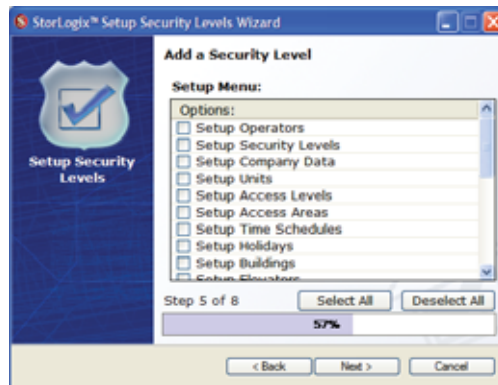 StorLogix™ Setup Security Levels Wizard
Add a Security Level
Setup Menu:
Options:
Setup Operators
Setup Security Levels
Setup Company Data
Setup Units
Setup Access Levels
Setup Access Areas
Setup Time Schedules
Setup Holidays
Setup Buildings
Setup Elevators
Setup Security
Levels
Step 5 of 8
Select All
Deselect All
57%
< Back
Next >
Cancel